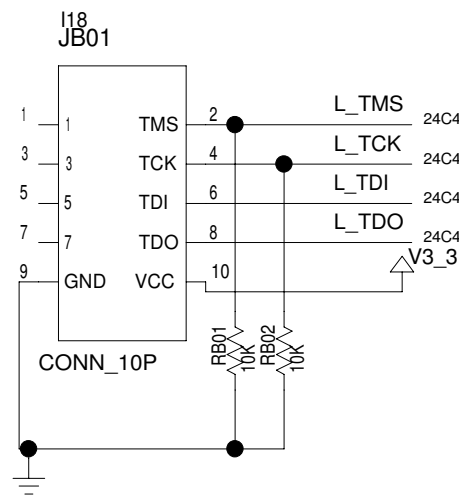 I18
JB01
1 1 TMS 2 L_TMS 24C4
3 3 TCK 4 L_TCK 24C4
5 5 TDI 6 L_TDI 24C4
7 7 TDO 8 L_TDO 24C4
9 GND VCC 10 V3_3
RB01 10K RB02 10K
CONN_10P